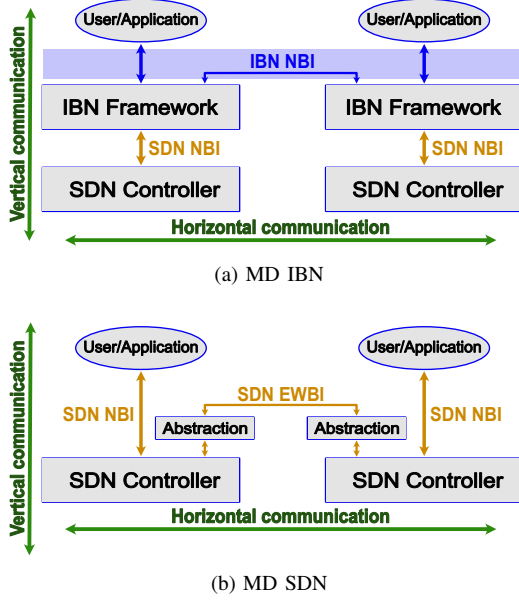 User/Application User/Application
IBN NBI
IBN Framework IBN Framework
SDN NBI SDN NBI
SDN Controller SDN Controller
Horizontal communication
Vertical communication
(a) MD IBN
User/Application User/Application
SDN EWBI
SDN NBI SDN NBI
Abstraction Abstraction
SDN Controller SDN Controller
Horizontal communication
Vertical communication
(b) MD SDN